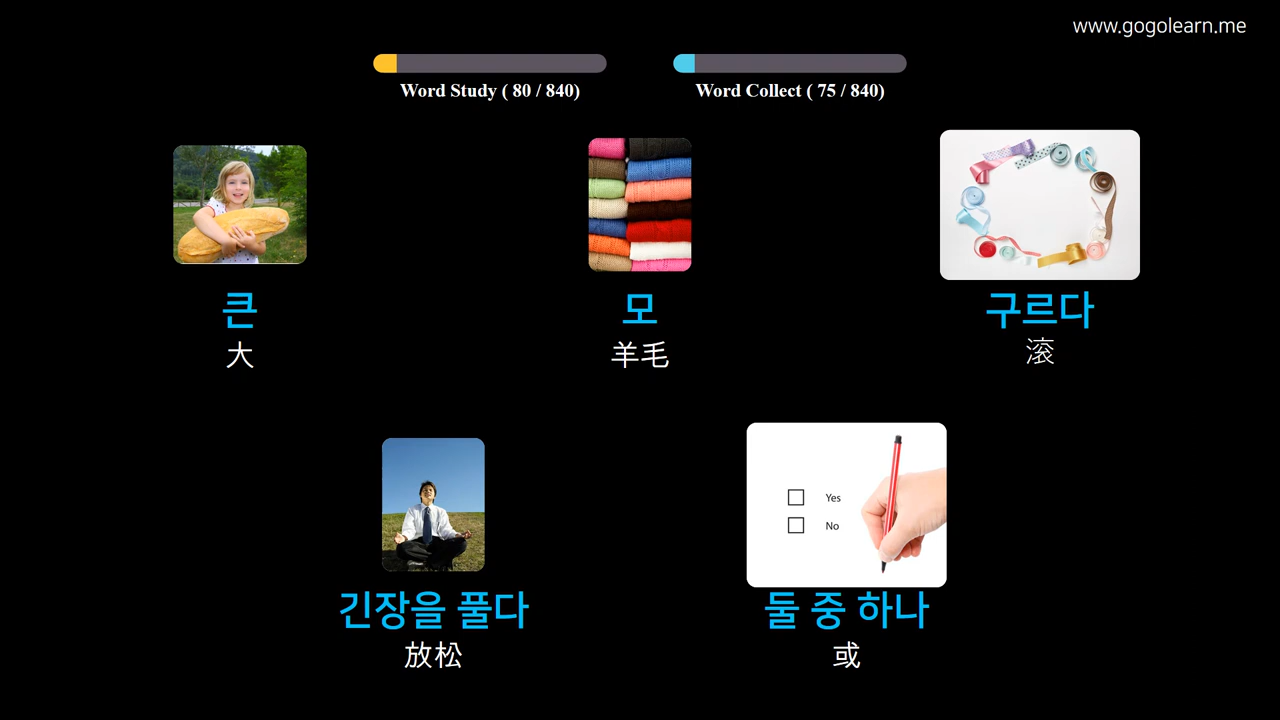 www.gogolearn.me
Word Study ( 80 / 840)
Word Collect ( 75 / 840)
큰
大
모
羊毛
구르다
滚
Yes
No
긴장을 풀다
放松
둘 중 하나
或